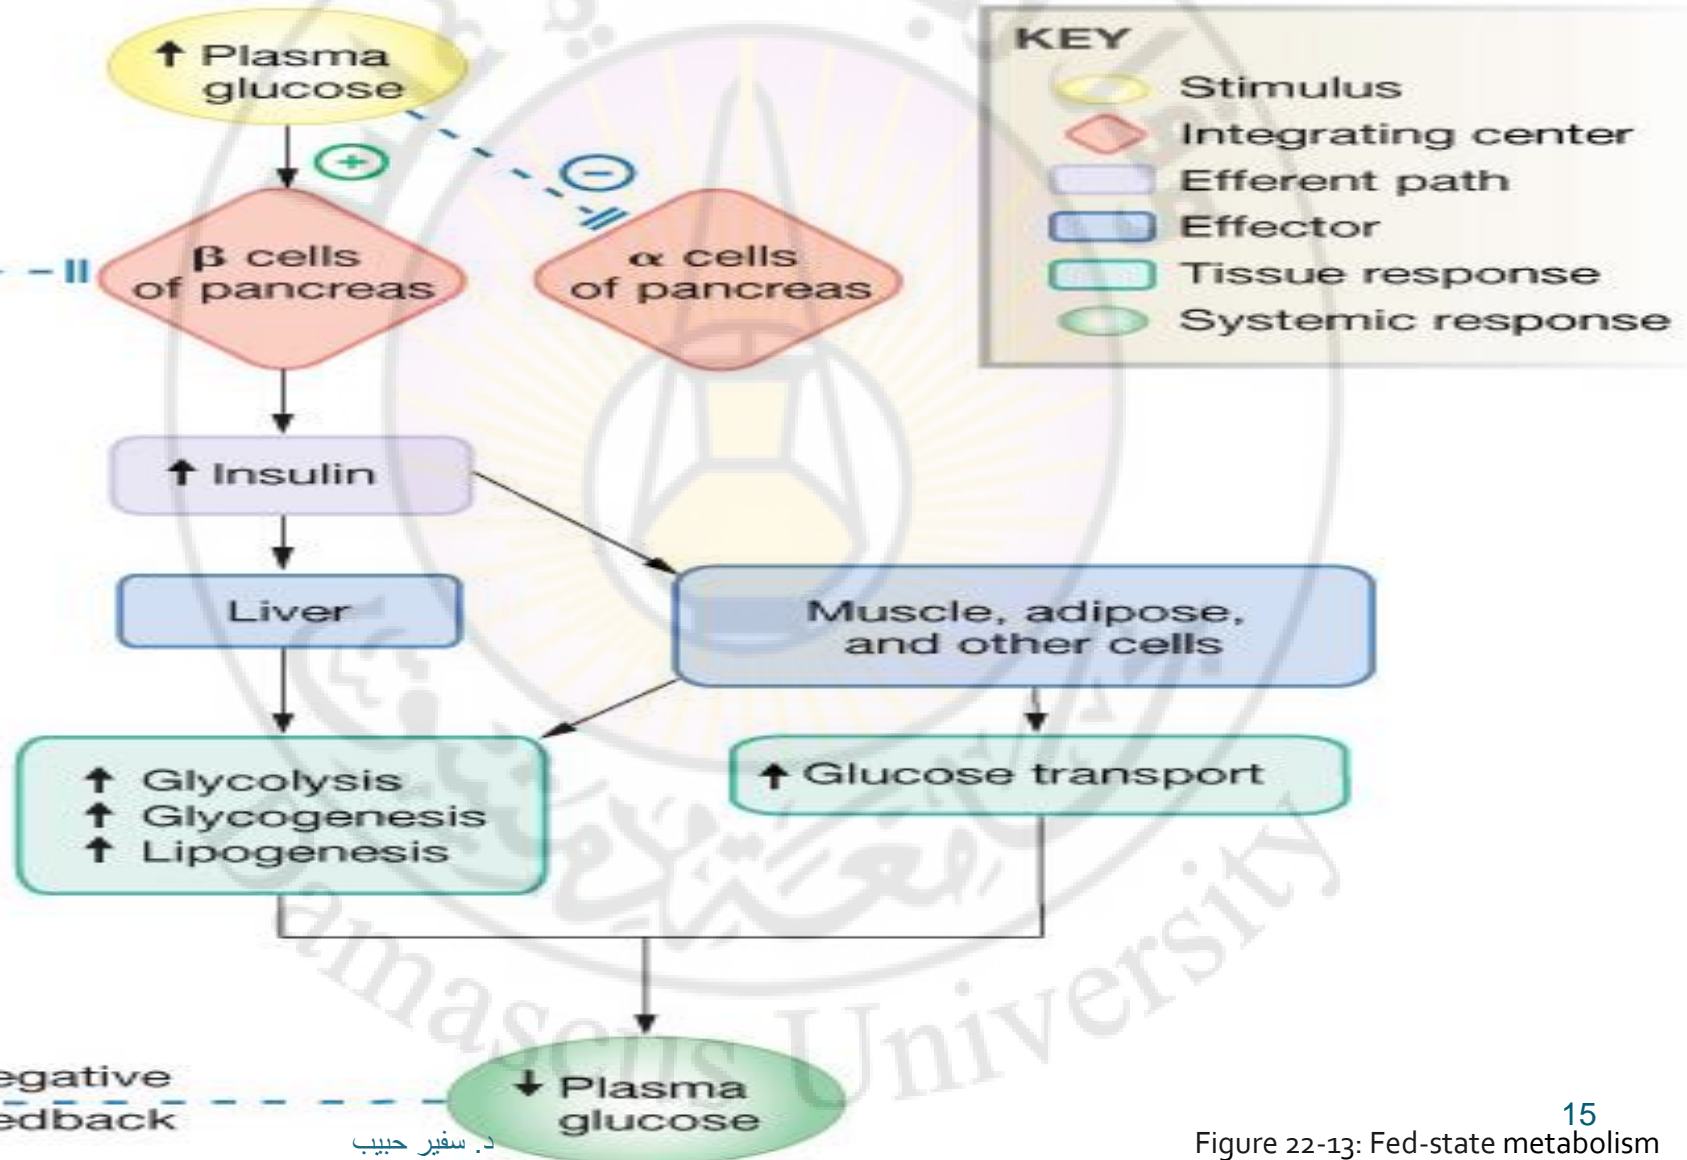 ↑ Plasma
glucose
+
−
β cells
of pancreas
α cells
of pancreas
↑ Insulin
Liver
Muscle, adipose,
and other cells
↑ Glycolysis
↑ Glycogenesis
↑ Lipogenesis
↑ Glucose transport
egative
edback
↓ Plasma
glucose
KEY
Stimulus
Integrating center
Efferent path
Effector
Tissue response
Systemic response
د. سفير حبيب
15
Figure 22-13: Fed-state metabolism
amascus University